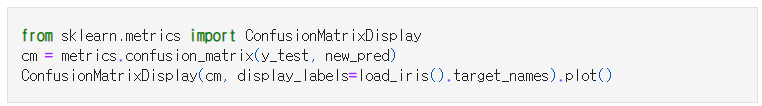 from sklearn.metrics import ConfusionMatrixDisplay
cm = metrics.confusion_matrix(y_test, new_pred)
ConfusionMatrixDisplay(cm, display_labels=load_iris().target_names).plot()